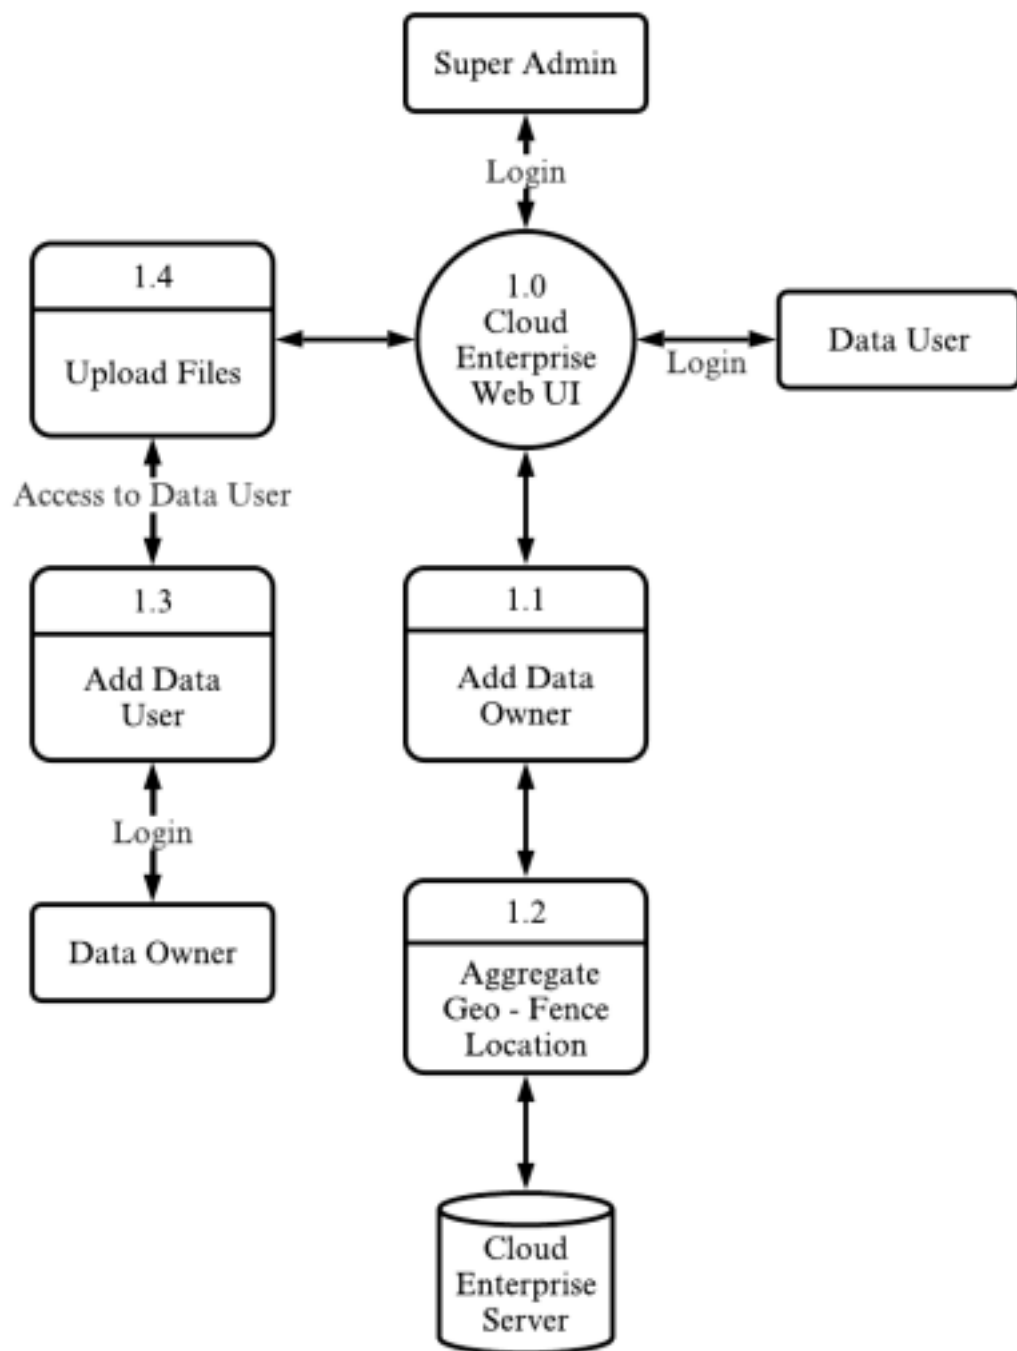 Super Admin
Login
1.4
Upload Files
1.0
Cloud
Enterprise
Web UI
Login
Data User
Access to Data User
1.3
Add Data
User
1.1
Add Data
Owner
Login
Data Owner
1.2
Aggregate
Geo - Fence
Location
Cloud
Enterprise
Server